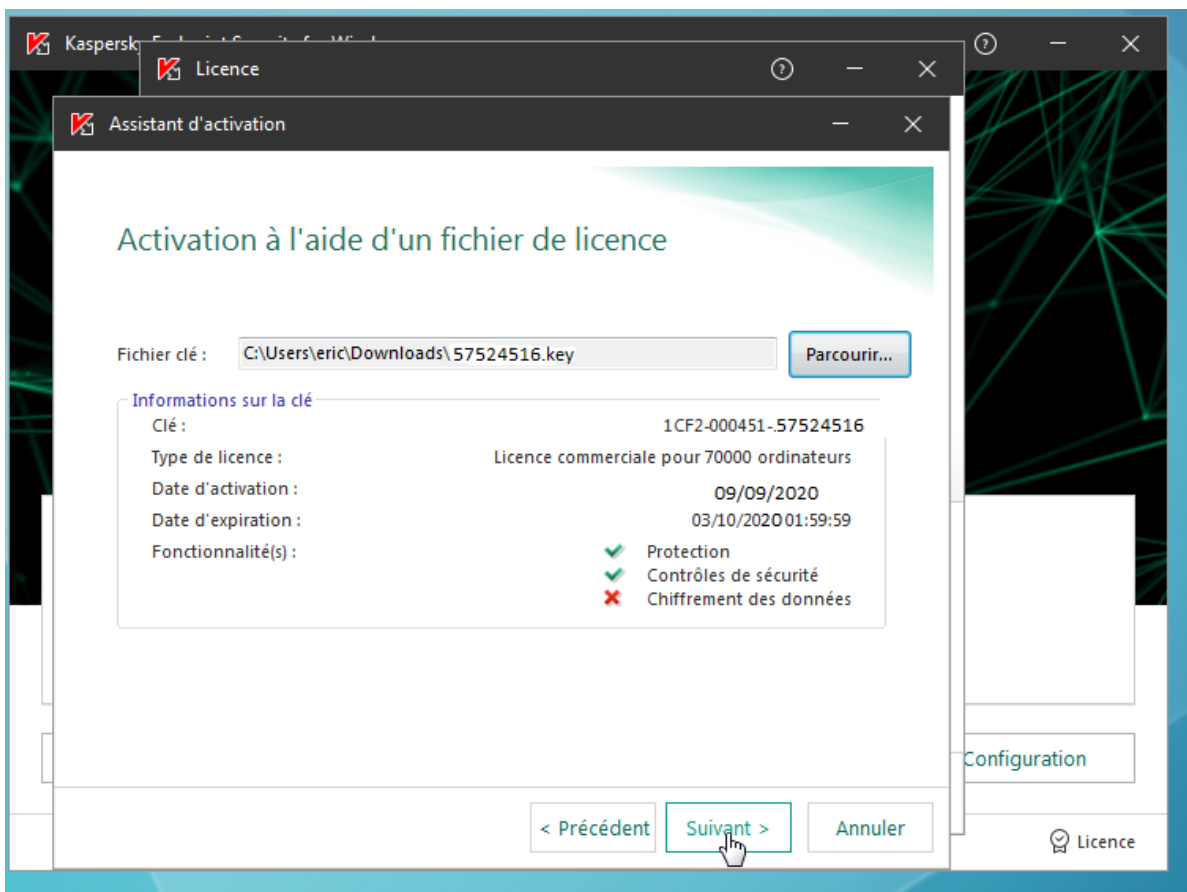 Kaspersk
Licence
Assistant d'activation
Activation à l'aide d'un fichier de licence
Fichier clé : C:\Users\eric\Downloads\57524516.key Parcourir...
Informations sur la clé
Clé : 1CF2-000451-.57524516
Type de licence : Licence commerciale pour 70000 ordinateurs
Date d'activation : 09/09/2020
Date d'expiration : 03/10/2020 01:59:59
Fonctionnalité(s) : Protection
Contrôles de sécurité
Chiffrement des données
Configuration
< Précédent Suivant > Annuler
Licence